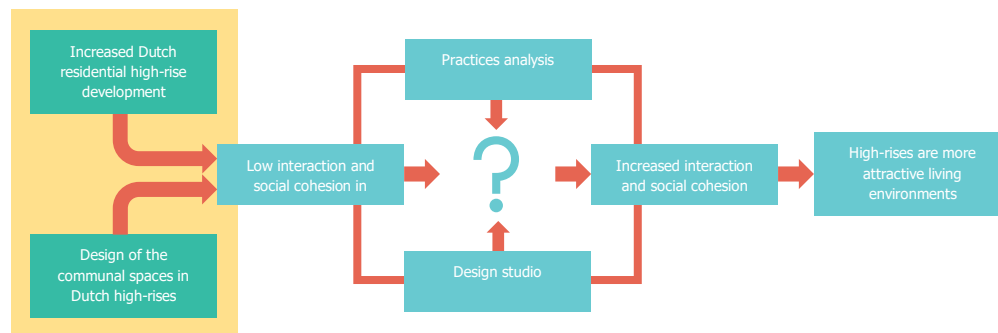 Increased Dutch
residential high-rise
development
Design of the
communal spaces in
Dutch high-rises
Low interaction and
social cohesion in
Practices analysis
?
Design studio
Increased interaction
and social cohesion
High-rises are more
attractive living
environments